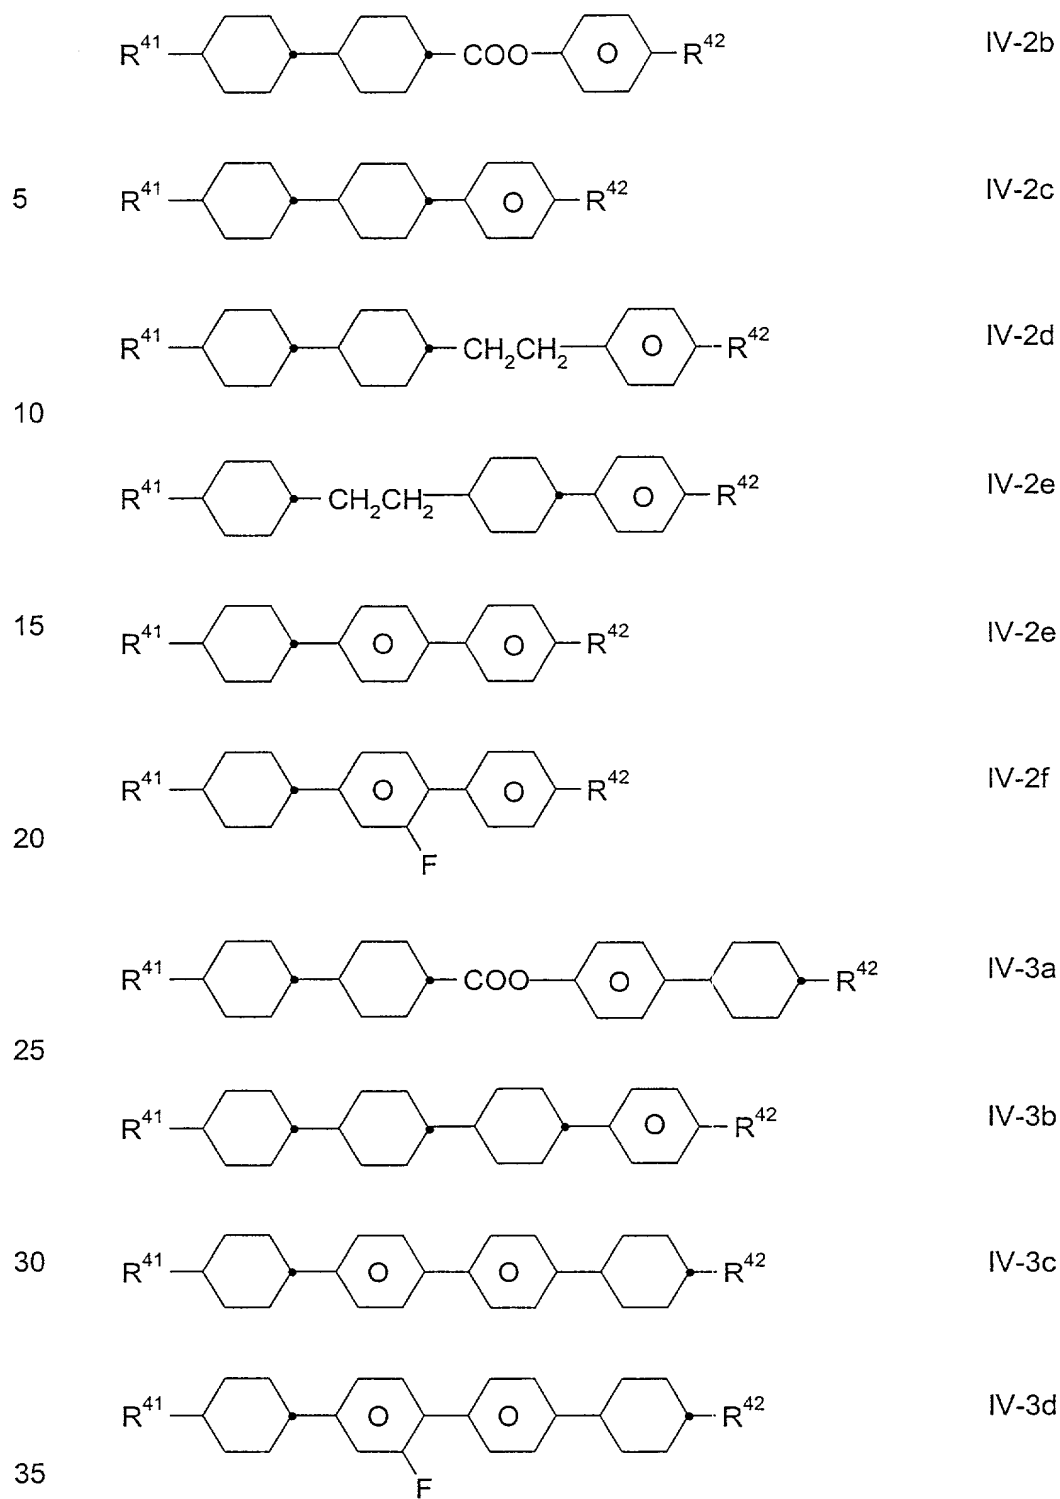 R⁴¹ COO O R⁴² IV-2b
5 R⁴¹ O R⁴² IV-2c
R⁴¹ CH₂CH₂ O R⁴² IV-2d
10
R⁴¹ CH₂CH₂ O R⁴² IV-2e
15 R⁴¹ O O R⁴² IV-2e
R⁴¹ O O R⁴² IV-2f
20
F
R⁴¹ COO O R⁴² IV-3a
25
R⁴¹ O R⁴² IV-3b
30 R⁴¹ O O R⁴² IV-3c
R⁴¹ O O R⁴² IV-3d
35
F